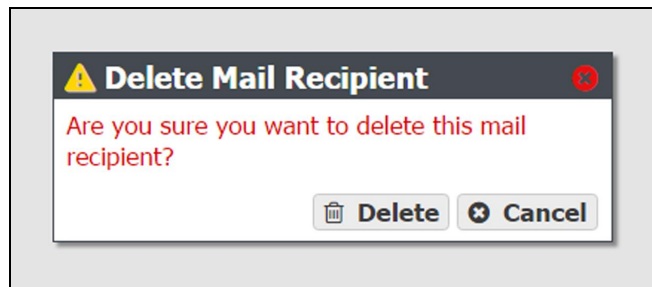 Delete Mail Recipient
Are you sure you want to delete this mail
recipient?
Delete Cancel